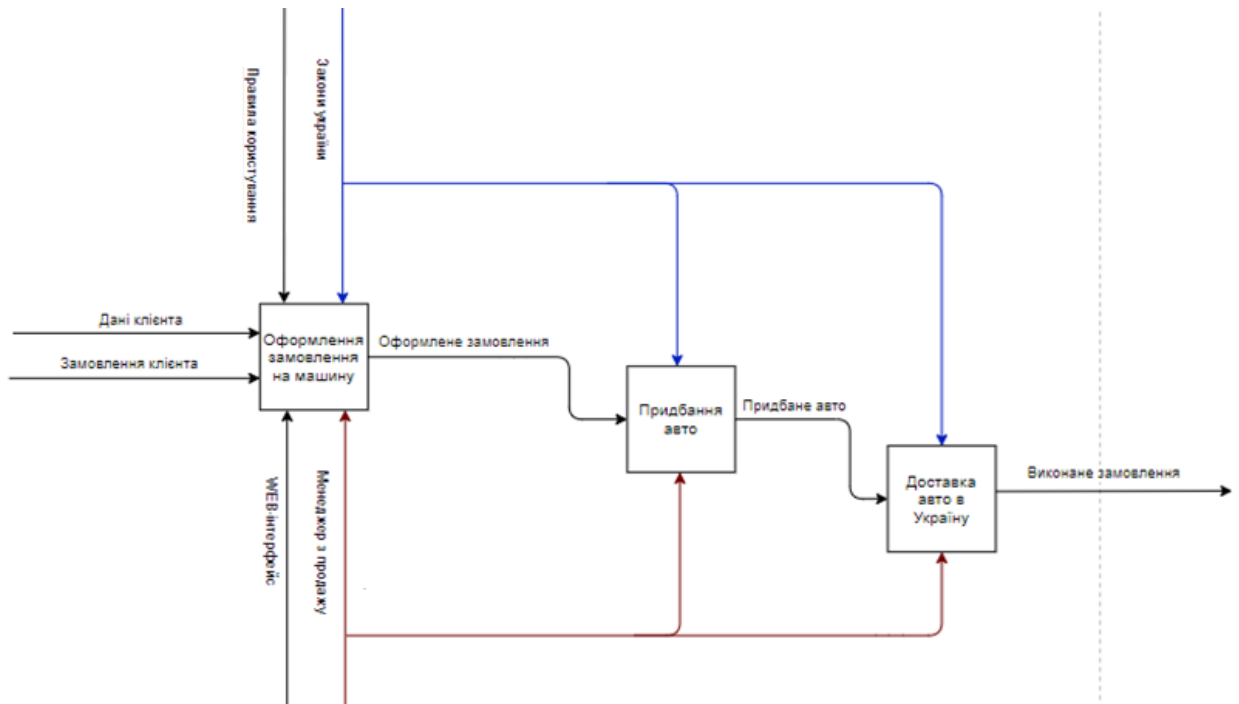 Правила користування
Закони україни
Дані клієнта
Замовлення клієнта
Оформлення
замовлення
на машину
Оформлене замовлення
Придбання
авто
Придбане авто
Доставка
авто в
Україну
Виконане замовлення
WEB-інтерфейс
Менеджер з продажу